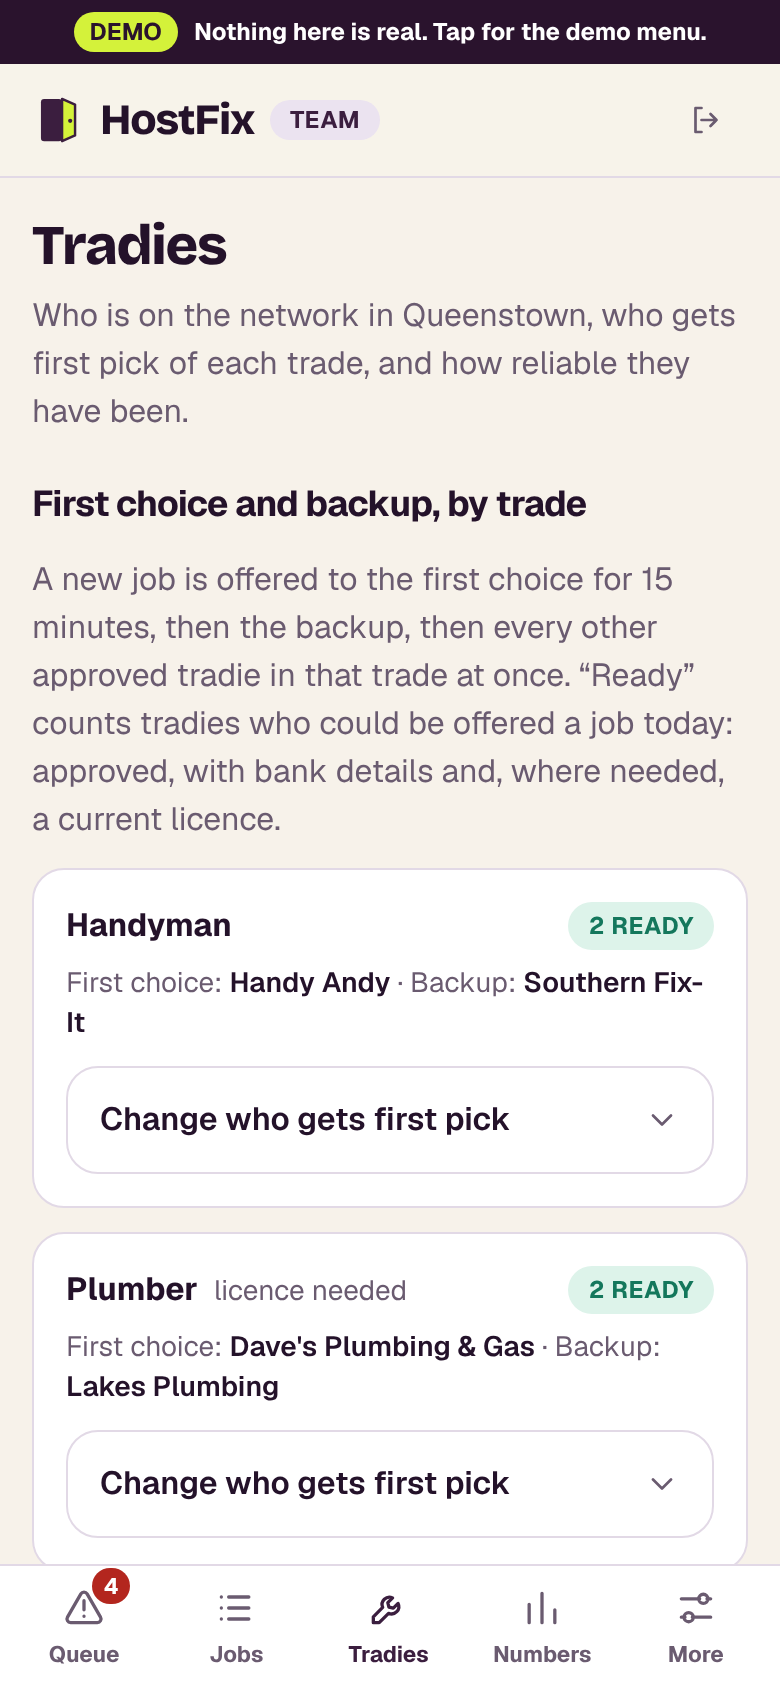 DEMO Nothing here is real. Tap for the demo menu.
HostFix TEAM
Tradies
Who is on the network in Queenstown, who gets
first pick of each trade, and how reliable they
have been.
First choice and backup, by trade
A new job is offered to the first choice for 15
minutes, then the backup, then every other
approved tradie in that trade at once. “Ready”
counts tradies who could be offered a job today:
approved, with bank details and, where needed,
a current licence.
Handyman 2 READY
First choice: Handy Andy · Backup: Southern Fix-
It
Change who gets first pick
Plumber licence needed 2 READY
First choice: Dave's Plumbing & Gas · Backup:
Lakes Plumbing
Change who gets first pick
4
Queue Jobs Tradies Numbers More